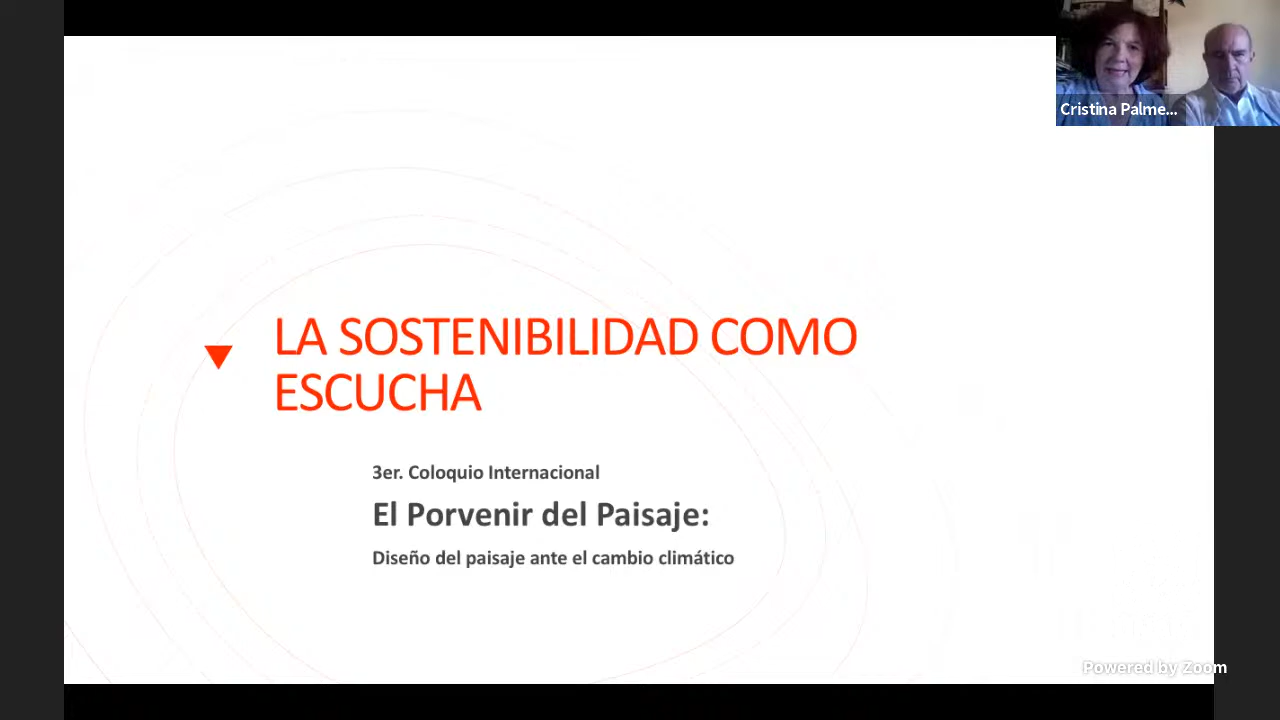 Cristina Palme...
LA SOSTENIBILIDAD COMO
ESCUCHA
3er. Coloquio Internacional
El Porvenir del Paisaje:
Diseño del paisaje ante el cambio climático
Powered by Zoom